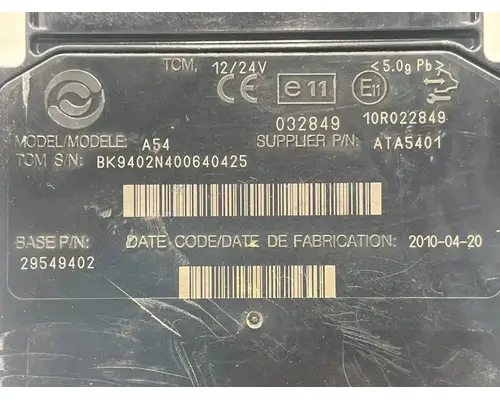 TCM, 12/24V CE e11 E11 <5.0g Pb>
032849 10R022849
MODEL/MODELE: A54 SUPPLIER P/N: ATA5401
TCM S/N: BK9402N400640425
BASE P/N: DATE CODE/DATE DE FABRICATION: 2010-04-20
29549402